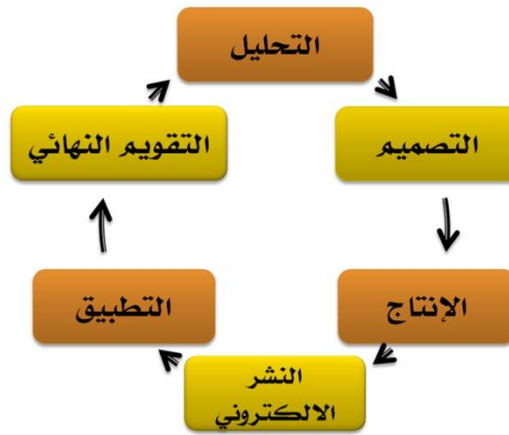 التحليل
التصميم
الإنتاج
النشر
الالكتروني
التطبيق
التقويم النهائي